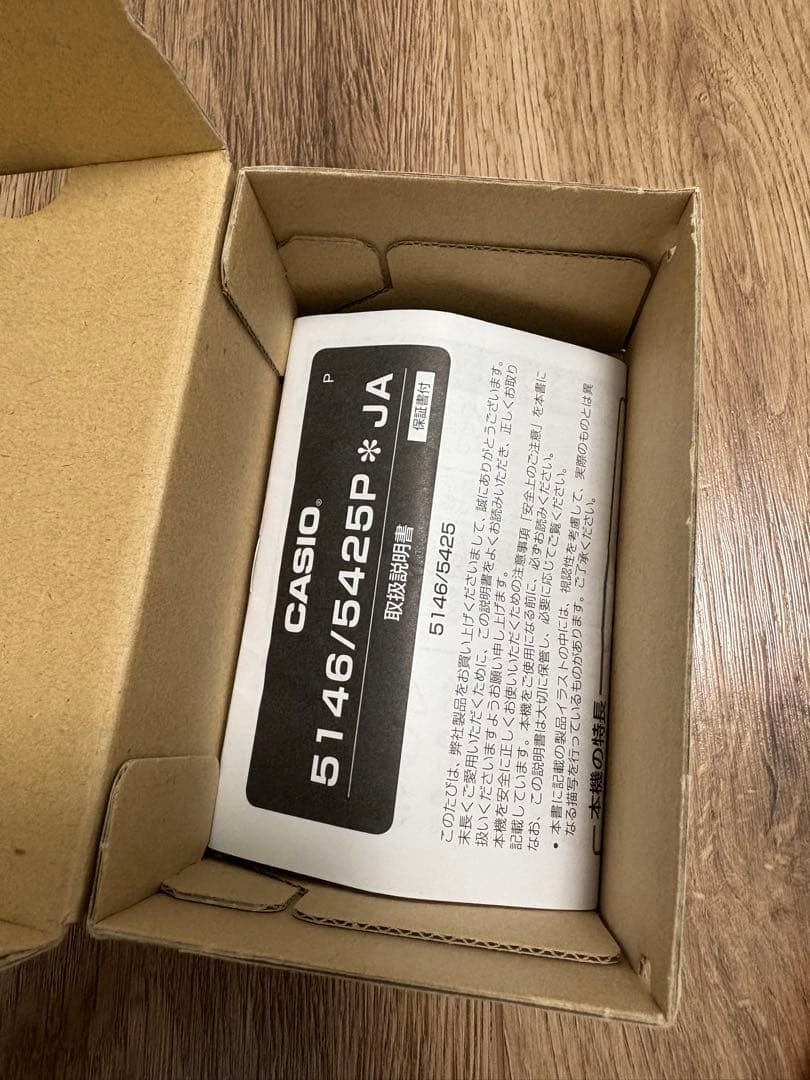 CASIO®
P
5146/5425P＊JA
取扱説明書
保証書付
5146/5425
このたびは、弊社製品をお買い上げくださいまして、誠にありがとうございます。
末長くご愛用いただくために、この説明書をよくお読みいただき、正しくお取り
扱いくださいますようお願い申し上げます。
本機を安全に正しくお使いいただくための注意事項「安全上のご注意」を本書に
記載しています。本機をご使用になる前に、必ずお読みください。
なお、この説明書は大切に保管し、必要に応じてご覧ください。
• 本書に記載の製品イラストの中には、視認性を考慮して、実際のものとは異
なる描写を行っているものがあります。ご了承ください。
本機の特長